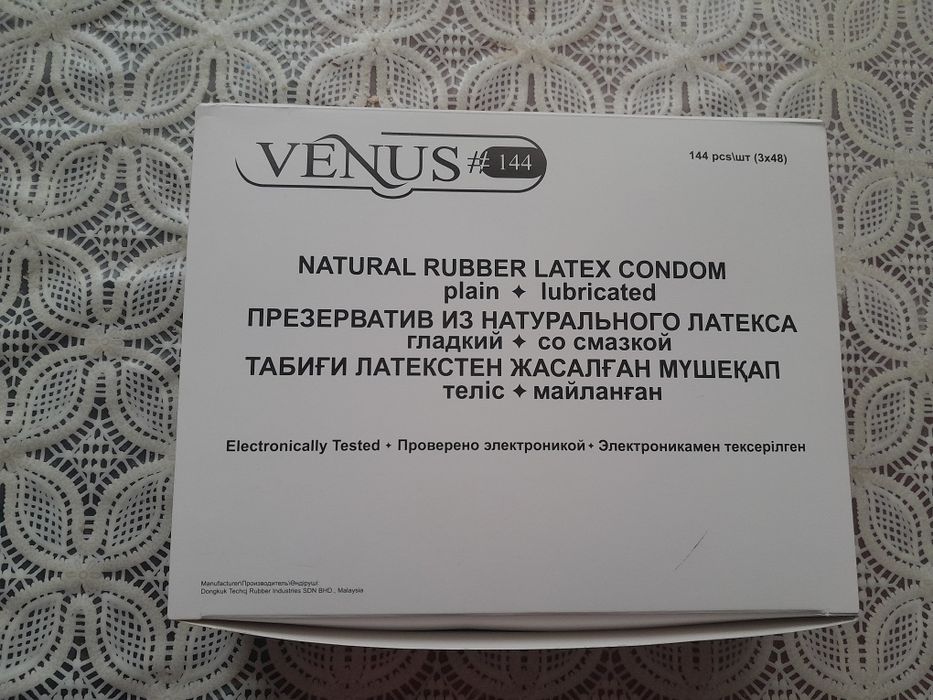 VENUS #144
144 pcs\шт (3x48)
NATURAL RUBBER LATEX CONDOM
plain ✦ lubricated
ПРЕЗЕРВАТИВ ИЗ НАТУРАЛЬНОГО ЛАТЕКСА
гладкий ✦ со смазкой
ТАБИҒИ ЛАТЕКСТЕН ЖАСАЛҒАН МҮШЕҚАП
теліс ✦ майланған
Electronically Tested ✦ Проверено электроникой ✦ Электроникамен тексерілген
Manufacturer\Производитель\Өндіруші:
Dongkuk Techcj Rubber Industries SDN BHD., Malaysia